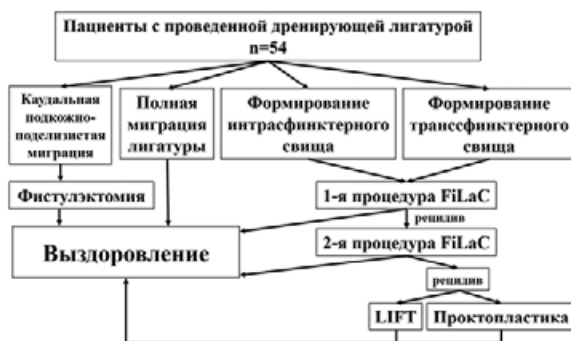 Пациенты с проведенной дренирующей лигатурой
n=54
Каудальная
подкожно-
поделизистая
миграция
Полная
миграция
лигатуры
Формирование
интрасфинктерного
свища
Формирование
транссфинктерного
свища
Фистулэктомия
1-я процедура FiLaC
рецидив
Выздоровление
2-я процедура FiLaC
рецидив
LIFT
Проктопластика